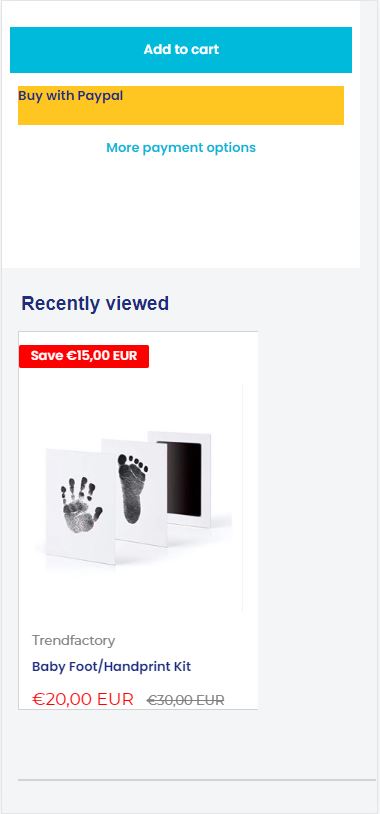 Add to cart
Buy with Paypal
More payment options
Recently viewed
Save €15,00 EUR
Trendfactory
Baby Foot/Handprint Kit
€20,00 EUR €30,00 EUR